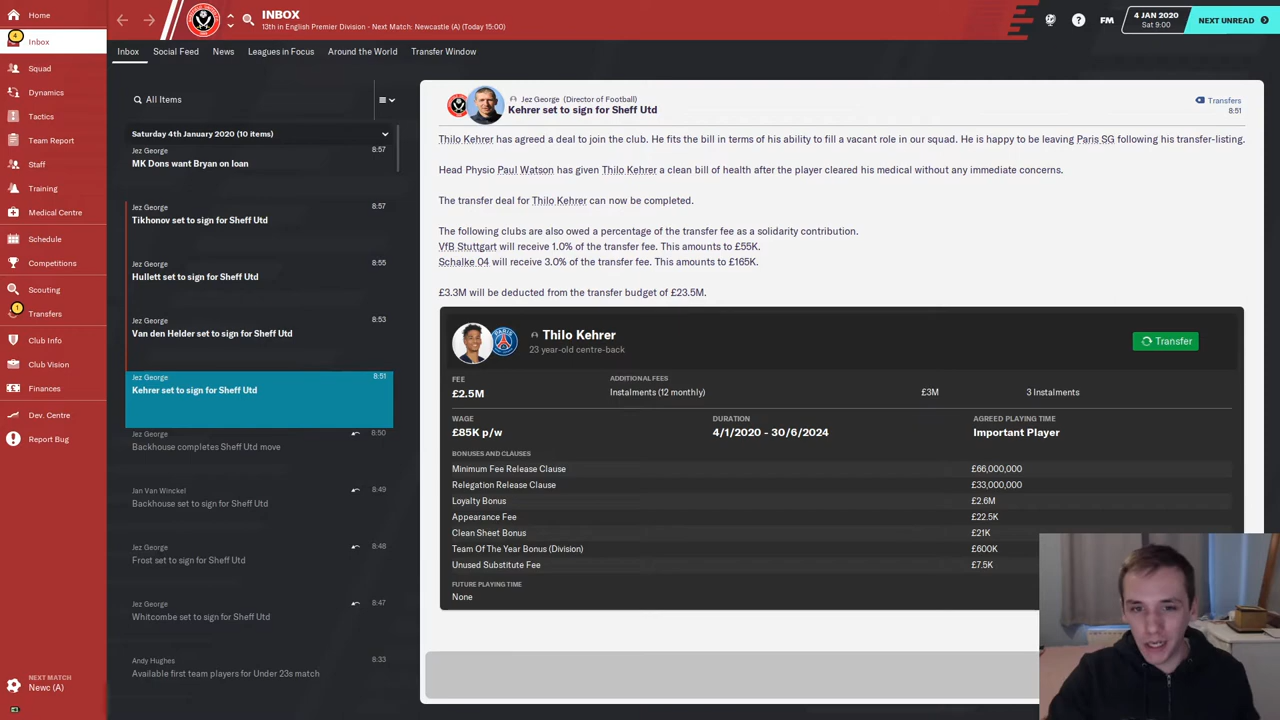 Home
4
Inbox
Squad
Dynamics
Tactics
Team Report
Staff
Training
Medical Centre
Schedule
Competitions
Scouting
1
Transfers
Club Info
Club Vision
Finances
Dev. Centre
Report Bug
NEXT MATCH
Newc (A)
INBOX
13th in English Premier Division - Next Match: Newcastle (A) (Today 15:00)
?
FM
4 JAN 2020
Sat 9:00
NEXT UNREAD
Inbox
Social Feed
News
Leagues in Focus
Around the World
Transfer Window
All Items
Saturday 4th January 2020 (10 items)
Jez George 8:57
MK Dons want Bryan on loan
Jez George 8:57
Tikhonov set to sign for Sheff Utd
Jez George 8:55
Hullett set to sign for Sheff Utd
Jez George 8:53
Van den Helder set to sign for Sheff Utd
Jez George 8:51
Kehrer set to sign for Sheff Utd
Jez George 8:50
Backhouse completes Sheff Utd move
Jan Van Winckel 8:49
Backhouse set to sign for Sheff Utd
Jez George 8:48
Frost set to sign for Sheff Utd
Jez George 8:47
Whitcombe set to sign for Sheff Utd
Andy Hughes 8:33
Available first team players for Under 23s match
Jez George (Director of Football)
Kehrer set to sign for Sheff Utd
Transfers
8:51
Thilo Kehrer has agreed a deal to join the club. He fits the bill in terms of his ability to fill a vacant role in our squad. He is happy to be leaving Paris SG following his transfer-listing.
Head Physio Paul Watson has given Thilo Kehrer a clean bill of health after the player cleared his medical without any immediate concerns.
The transfer deal for Thilo Kehrer can now be completed.
The following clubs are also owed a percentage of the transfer fee as a solidarity contribution.
VfB Stuttgart will receive 1.0% of the transfer fee. This amounts to £55K.
Schalke 04 will receive 3.0% of the transfer fee. This amounts to £165K.
£3.3M will be deducted from the transfer budget of £23.5M.
Thilo Kehrer
23 year-old centre-back
Transfer
FEE
£2.5M
ADDITIONAL FEES
Instalments (12 monthly) £3M 3 Instalments
WAGE
£85K p/w
DURATION
4/1/2020 - 30/6/2024
AGREED PLAYING TIME
Important Player
BONUSES AND CLAUSES
Minimum Fee Release Clause £66,000,000
Relegation Release Clause £33,000,000
Loyalty Bonus £2.6M
Appearance Fee £22.5K
Clean Sheet Bonus £21K
Team Of The Year Bonus (Division) £600K
Unused Substitute Fee £7.5K
FUTURE PLAYING TIME
None